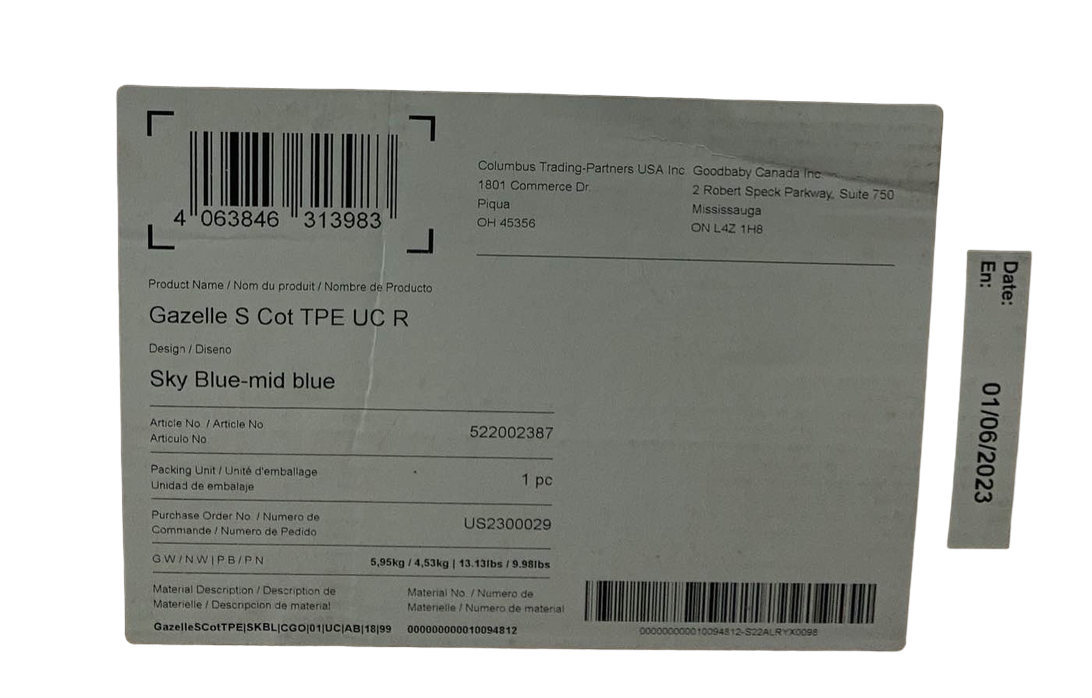 4 063846 313983
Columbus Trading-Partners USA Inc
1801 Commerce Dr.
Piqua
OH 45356
Goodbaby Canada Inc.
2 Robert Speck Parkway, Suite 750
Mississauga
ON L4Z 1H8
Product Name / Nom du produit / Nombre de Producto
Gazelle S Cot TPE UC R
Design / Diseno
Sky Blue-mid blue
Article No. / Article No
Articulo No.
522002387
Packing Unit / Unité d'emballage
Unidad de embalaje
1 pc
Purchase Order No. / Numero de
Commande / Numero de Pedido
US2300029
G.W / N.W | P.B / P.N
5,95kg / 4,53kg | 13.13lbs / 9.98lbs
Material Description / Description de
Materielle / Descripcion de material
GazelleSCotTPE|SKBL|CGO|01|UC|AB|18|99
Material No. / Numero de
Materielle / Numero de material
000000000010094812
000000000010094812-S22ALRYX0098
Date:
En:
01/06/2023